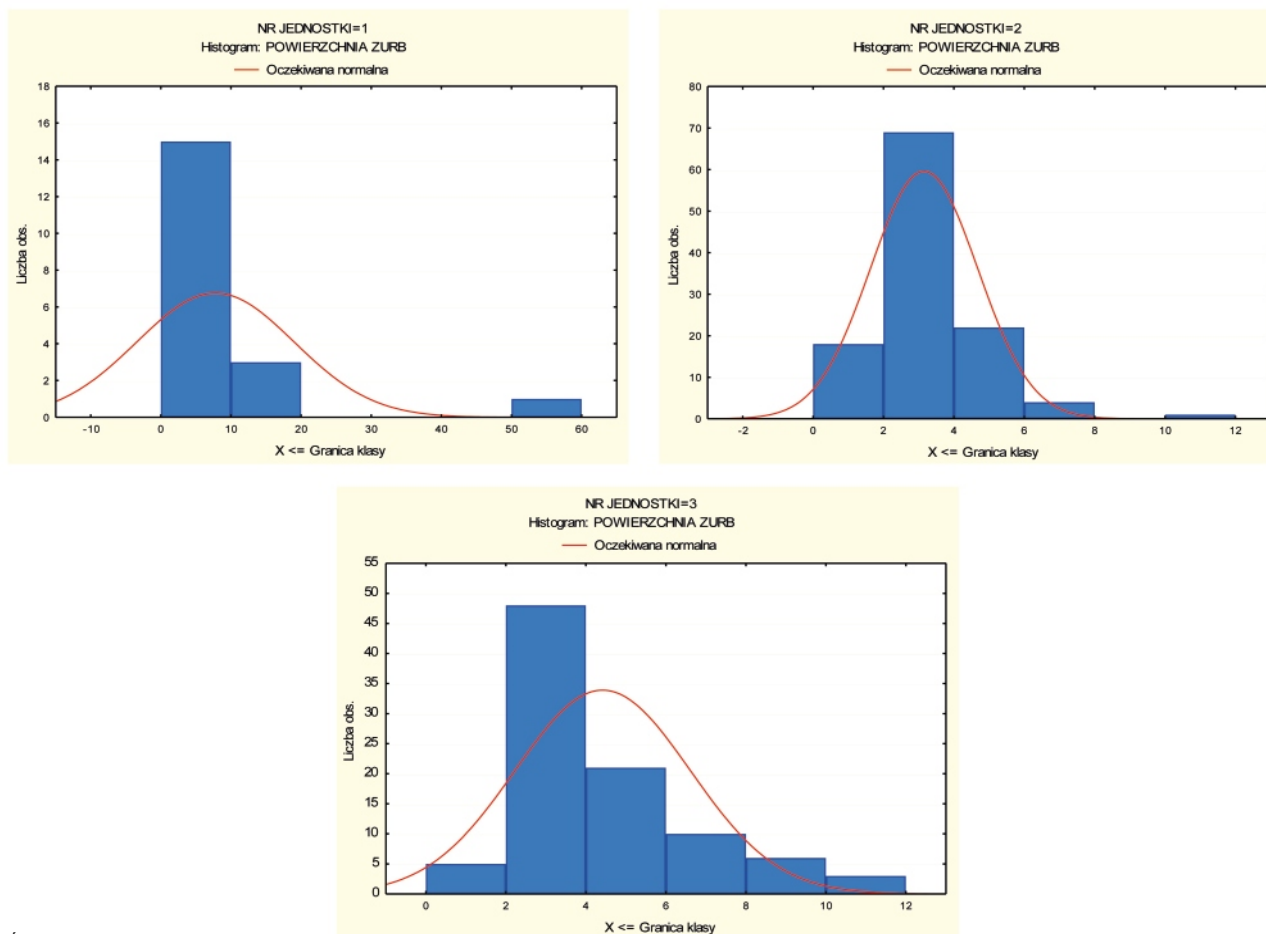 NR JEDNOSTKI=1
Histogram: POWIERZCHNIA ZURB
Oczekiwana normalna
18
16
14
12
10
8
6
4
2
0
Liczba obs.
-10 0 10 20 30 40 50 60
X <= Granica klasy
NR JEDNOSTKI=2
Histogram: POWIERZCHNIA ZURB
Oczekiwana normalna
80
70
60
50
40
30
20
10
0
Liczba obs.
-2 0 2 4 6 8 10 12
X <= Granica klasy
NR JEDNOSTKI=3
Histogram: POWIERZCHNIA ZURB
Oczekiwana normalna
55
50
45
40
35
30
25
20
15
10
5
0
Liczba obs.
0 2 4 6 8 10 12
X <= Granica klasy